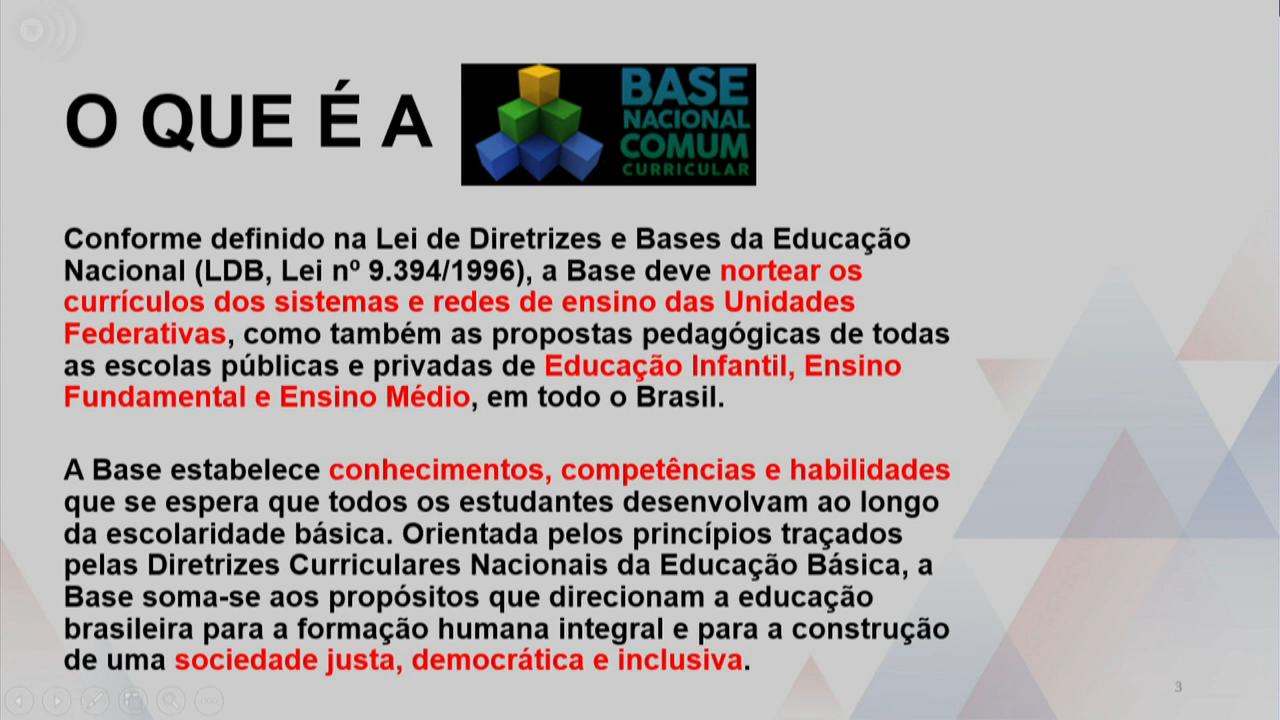 O QUE É A
BASE
NACIONAL
COMUM
CURRICULAR
Conforme definido na Lei de Diretrizes e Bases da Educação
Nacional (LDB, Lei nº 9.394/1996), a Base deve nortear os
currículos dos sistemas e redes de ensino das Unidades
Federativas, como também as propostas pedagógicas de todas
as escolas públicas e privadas de Educação Infantil, Ensino
Fundamental e Ensino Médio, em todo o Brasil.
A Base estabelece conhecimentos, competências e habilidades
que se espera que todos os estudantes desenvolvam ao longo
da escolaridade básica. Orientada pelos princípios traçados
pelas Diretrizes Curriculares Nacionais da Educação Básica, a
Base soma-se aos propósitos que direcionam a educação
brasileira para a formação humana integral e para a construção
de uma sociedade justa, democrática e inclusiva.
3